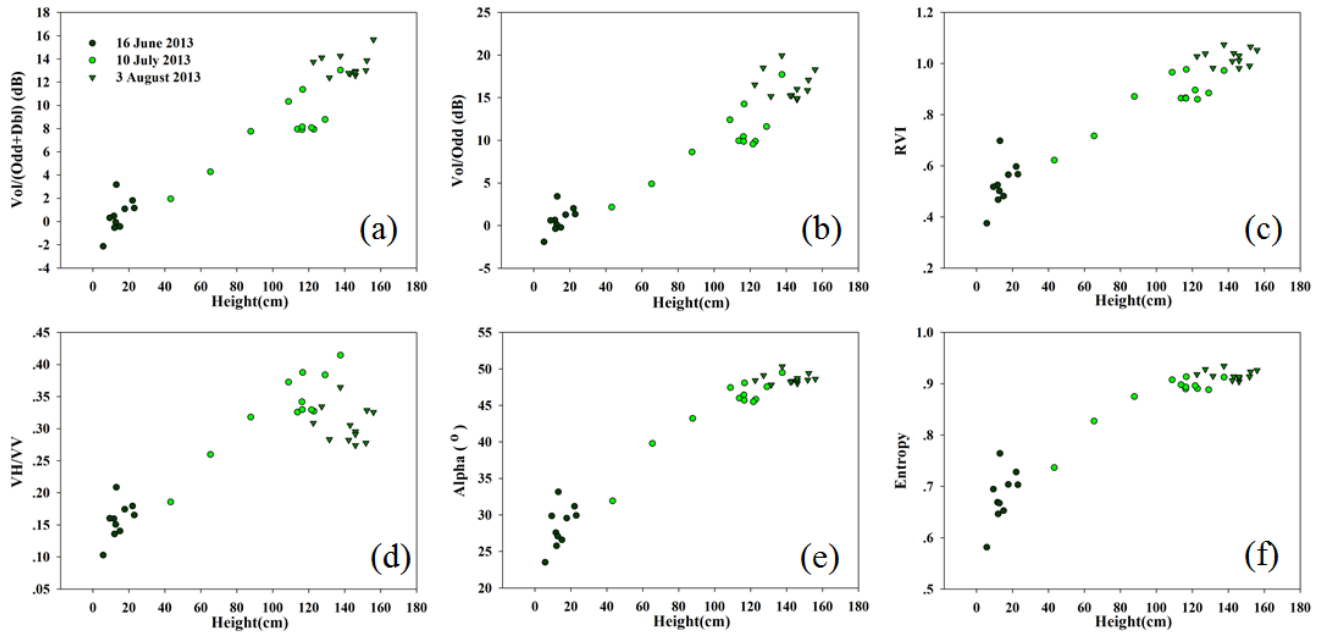 18
16
14
12
10
8
6
4
2
0
-2
-4
Vol/(Odd+Dbl) (dB)
16 June 2013
10 July 2013
3 August 2013
(a)
0 20 40 60 80 100 120 140 160 180
Height(cm)
25
20
15
10
5
0
-5
Vol/Odd (dB)
(b)
0 20 40 60 80 100 120 140 160 180
Height(cm)
1.2
1.0
.8
.6
.4
.2
RVI
(c)
0 20 40 60 80 100 120 140 160 180
Height(cm)
.45
.40
.35
.30
.25
.20
.15
.10
.05
VH/VV
(d)
0 20 40 60 80 100 120 140 160 180
Height(cm)
55
50
45
40
35
30
25
20
Alpha (°)
(e)
0 20 40 60 80 100 120 140 160 180
Height(cm)
1.0
.9
.8
.7
.6
.5
Entropy
(f)
0 20 40 60 80 100 120 140 160 180
Height(cm)